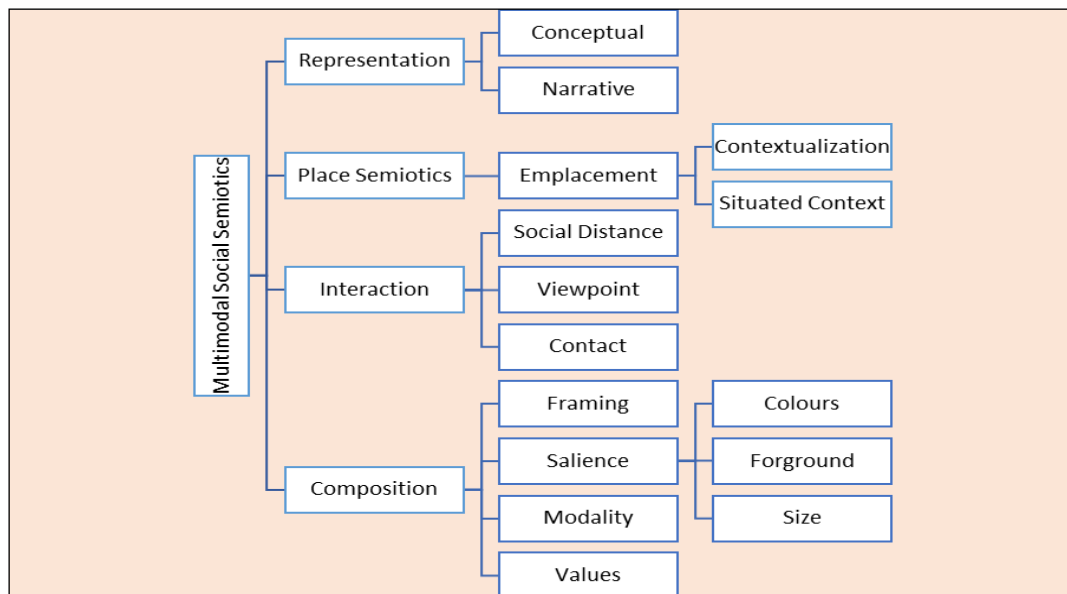 Multimodal Social Semiotics
Representation
Conceptual
Narrative
Place Semiotics
Emplacement
Contextualization
Situated Context
Interaction
Social Distance
Viewpoint
Contact
Composition
Framing
Salience
Colours
Forground
Size
Modality
Values